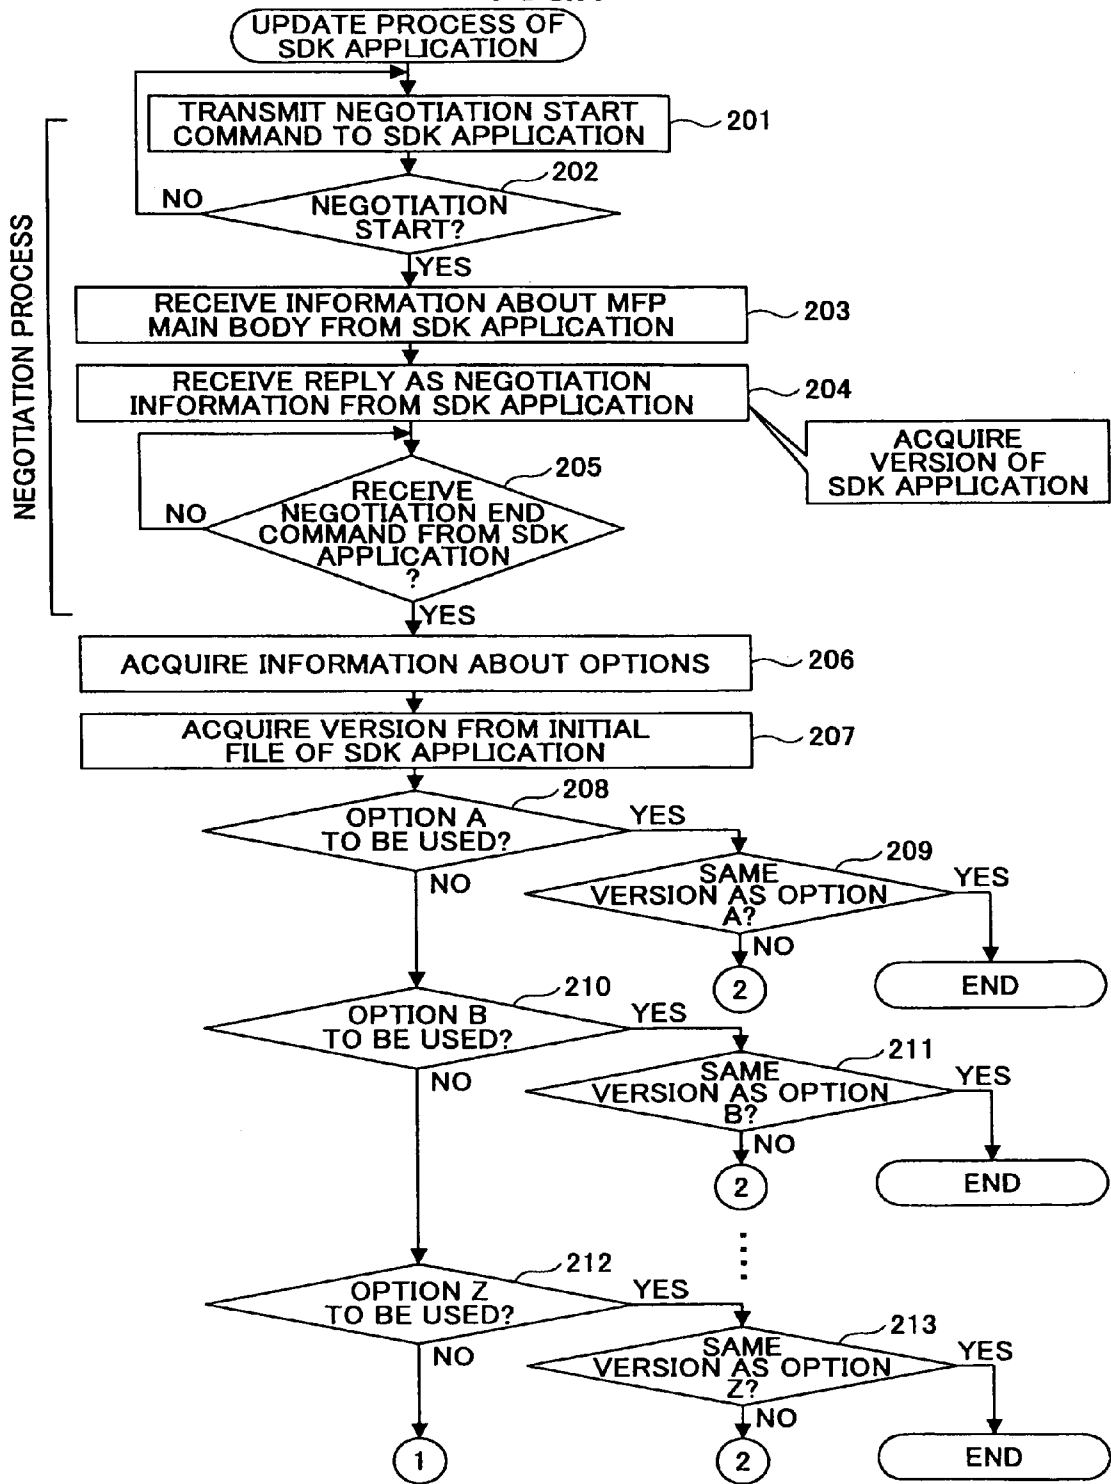 UPDATE PROCESS OF
SDK APPLICATION
TRANSMIT NEGOTIATION START
COMMAND TO SDK APPLICATION
201
202
NO
NEGOTIATION
START?
YES
NEGOTIATION PROCESS
RECEIVE INFORMATION ABOUT MFP
MAIN BODY FROM SDK APPLICATION
203
RECEIVE REPLY AS NEGOTIATION
INFORMATION FROM SDK APPLICATION
204
ACQUIRE
VERSION OF
SDK APPLICATION
205
NO
RECEIVE
NEGOTIATION END
COMMAND FROM SDK
APPLICATION
?
YES
ACQUIRE INFORMATION ABOUT OPTIONS
206
ACQUIRE VERSION FROM INITIAL
FILE OF SDK APPLICATION
207
208
OPTION A
TO BE USED?
YES
NO
209
SAME
VERSION AS OPTION
A?
YES
NO
2
END
210
OPTION B
TO BE USED?
YES
NO
211
SAME
VERSION AS OPTION
B?
YES
NO
2
END
212
OPTION Z
TO BE USED?
YES
NO
213
SAME
VERSION AS OPTION
Z?
YES
NO
1
2
END